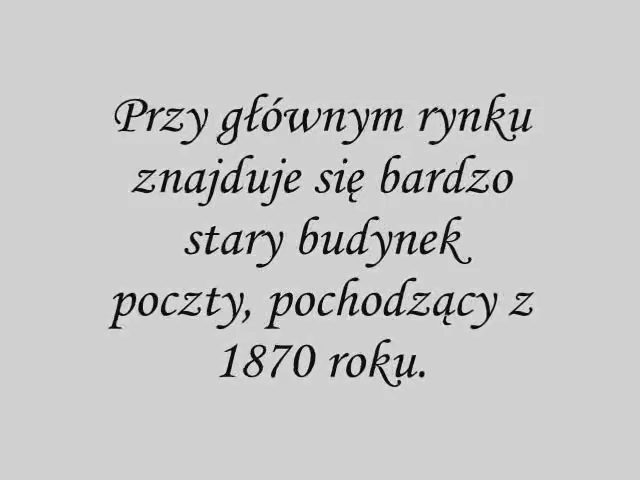 Przy głównym rynku
znajduje się bardzo
stary budynek
poczty, pochodzący z
1870 roku.